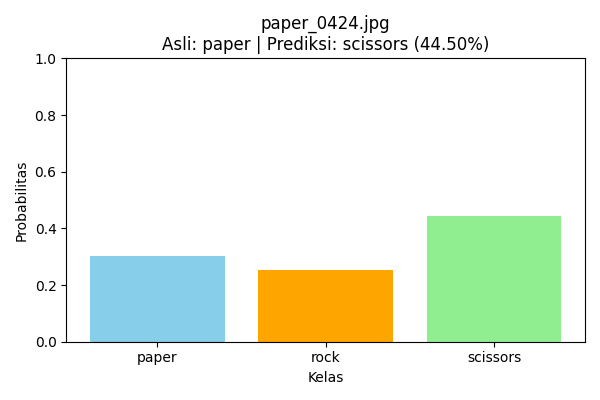 paper_0424.jpg
Asli: paper | Prediksi: scissors (44.50%)
1.0
0.8
0.6
0.4
0.2
0.0
Probabilitas
paper rock scissors
Kelas